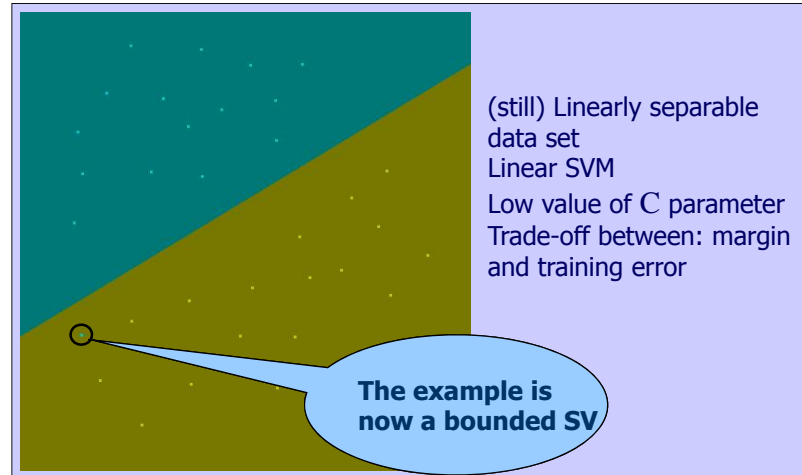 (still) Linearly separable
data set
Linear SVM
Low value of C parameter
Trade-off between: margin
and training error
The example is
now a bounded SV